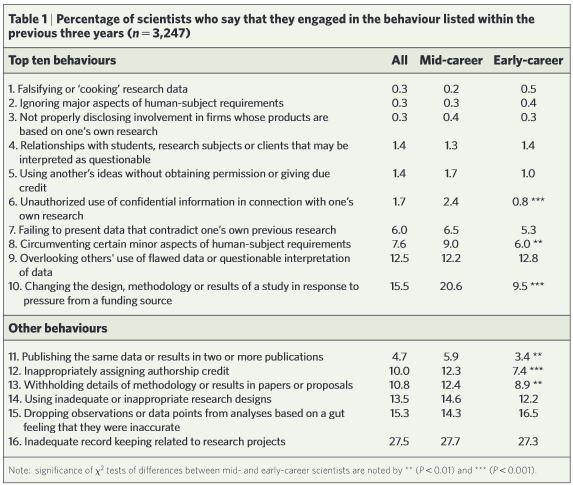 Table 1 | Percentage of scientists who say that they engaged in the behaviour listed within the
previous three years (n = 3,247)
Top ten behaviours All Mid-career Early-career
1. Falsifying or ‘cooking’ research data 0.3 0.2 0.5
2. Ignoring major aspects of human-subject requirements 0.3 0.3 0.4
3. Not properly disclosing involvement in firms whose products are 0.3 0.4 0.3
based on one’s own research
4. Relationships with students, research subjects or clients that may be 1.4 1.3 1.4
interpreted as questionable
5. Using another’s ideas without obtaining permission or giving due 1.4 1.7 1.0
credit
6. Unauthorized use of confidential information in connection with one’s 1.7 2.4 0.8 ***
own research
7. Failing to present data that contradict one’s own previous research 6.0 6.5 5.3
8. Circumventing certain minor aspects of human-subject requirements 7.6 9.0 6.0 **
9. Overlooking others’ use of flawed data or questionable interpretation 12.5 12.2 12.8
of data
10. Changing the design, methodology or results of a study in response to 15.5 20.6 9.5 ***
pressure from a funding source
Other behaviours
11. Publishing the same data or results in two or more publications 4.7 5.9 3.4 **
12. Inappropriately assigning authorship credit 10.0 12.3 7.4 ***
13. Withholding details of methodology or results in papers or proposals 10.8 12.4 8.9 **
14. Using inadequate or inappropriate research designs 13.5 14.6 12.2
15. Dropping observations or data points from analyses based on a gut 15.3 14.3 16.5
feeling that they were inaccurate
16. Inadequate record keeping related to research projects 27.5 27.7 27.3
Note: significance of χ² tests of differences between mid- and early-career scientists are noted by ** (P < 0.01) and *** (P < 0.001).